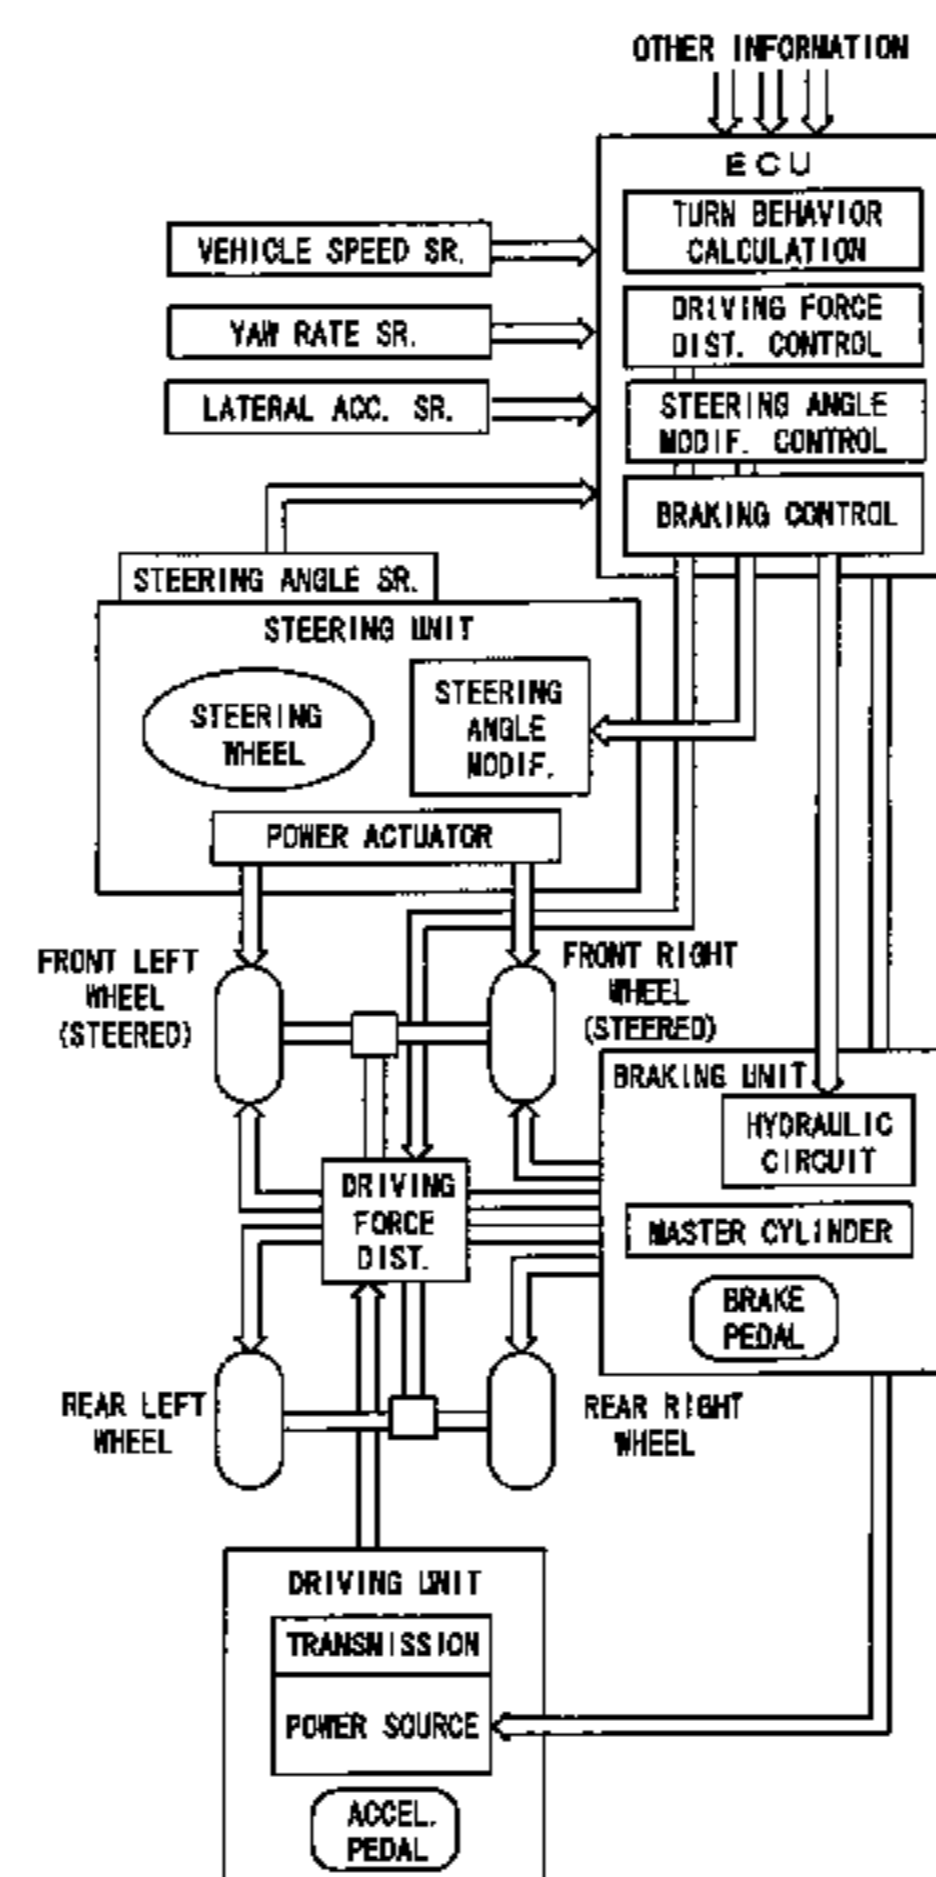 OTHER INFORMATION
ECU
TURN BEHAVIOR
CALCULATION
VEHICLE SPEED SR.
DRIVING FORCE
DIST. CONTROL
YAW RATE SR.
STEERING ANGLE
MODIF. CONTROL
LATERAL ACC. SR.
BRAKING CONTROL
STEERING ANGLE SR.
STEERING UNIT
STEERING
WHEEL
STEERING
ANGLE
MODIF.
POWER ACTUATOR
FRONT LEFT
WHEEL
(STEERED)
FRONT RIGHT
WHEEL
(STEERED)
BRAKING UNIT
HYDRAULIC
CIRCUIT
DRIVING
FORCE
DIST.
MASTER CYLINDER
BRAKE
PEDAL
REAR LEFT
WHEEL
REAR RIGHT
WHEEL
DRIVING UNIT
TRANSMISSION
POWER SOURCE
ACCEL.
PEDAL